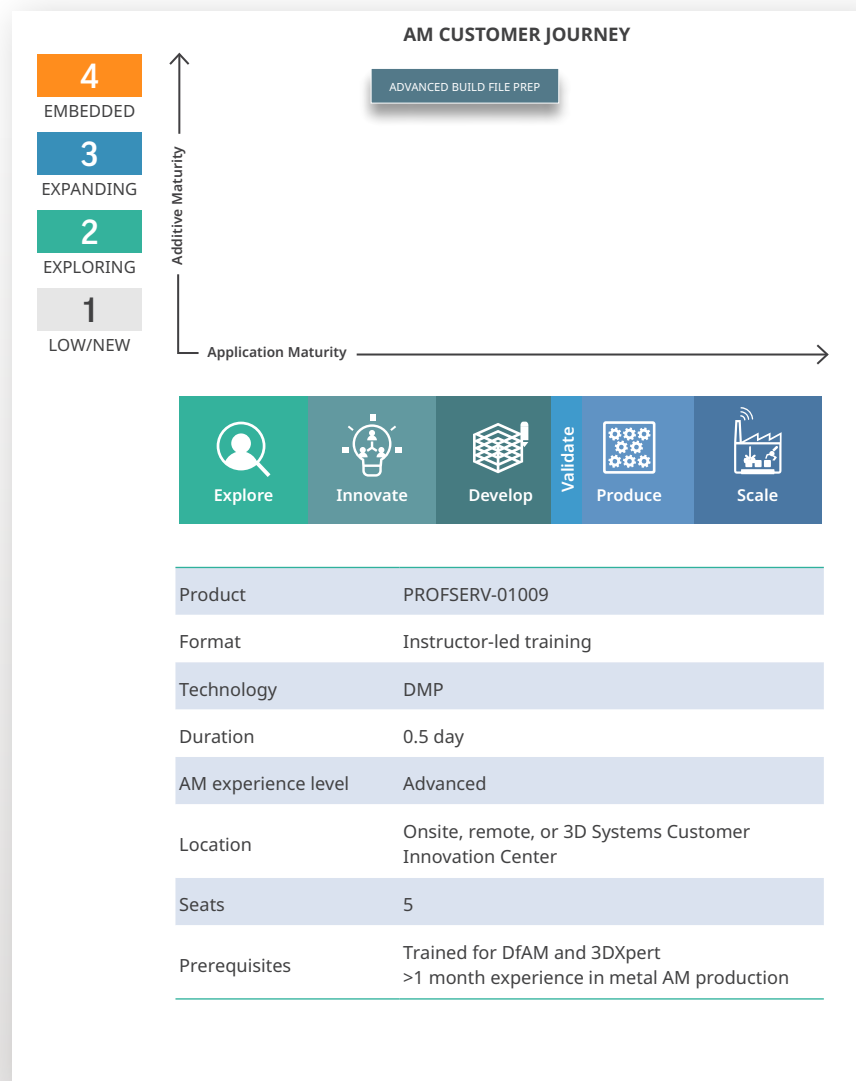 AM CUSTOMER JOURNEY
4
EMBEDDED
3
EXPANDING
2
EXPLORING
1
LOW/NEW
Additive Maturity
ADVANCED BUILD FILE PREP
Application Maturity
Explore
Innovate
Develop
Validate
Produce
Scale
Product PROFSERV-01009
Format Instructor-led training
Technology DMP
Duration 0.5 day
AM experience level Advanced
Location Onsite, remote, or 3D Systems Customer
Innovation Center
Seats 5
Prerequisites Trained for DfAM and 3DXpert
>1 month experience in metal AM production